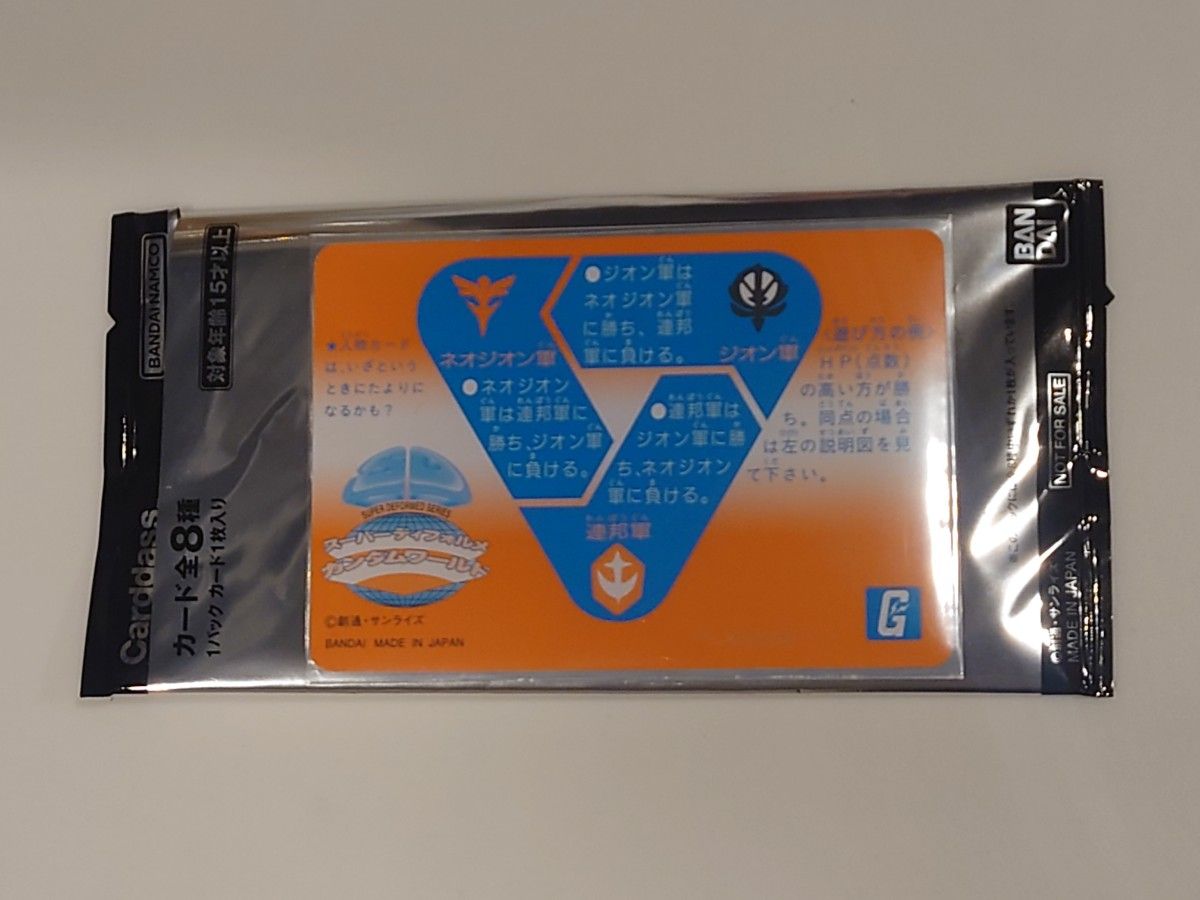 BANDAI NAMCO
対象年齢15才以上
Carddass
カード全8種
1パック カード1枚入り
BAN
DAI
NOT FOR SALE
MADE IN JAPAN
ネオジオン軍
●ネオジオン
軍は連邦軍に
勝ち、ジオン軍
に負ける。
●ジオン軍は
ネオジオン軍
に勝ち、連邦
軍に負ける。
ジオン軍
●連邦軍は
ジオン軍に勝
ち、ネオジオン
軍に負ける。
連邦軍
★人物カード
は、いざという
ときにたよりに
なるかも?
〈遊び方の例〉
HP(点数)
の高い方が勝
ち。同点の場合
は左の説明図を見
て下さい。
SUPER DEFORMED SERIES
スーパーディフォルメ
ガンダムワールド
©創通・サンライズ
BANDAI MADE IN JAPAN
G